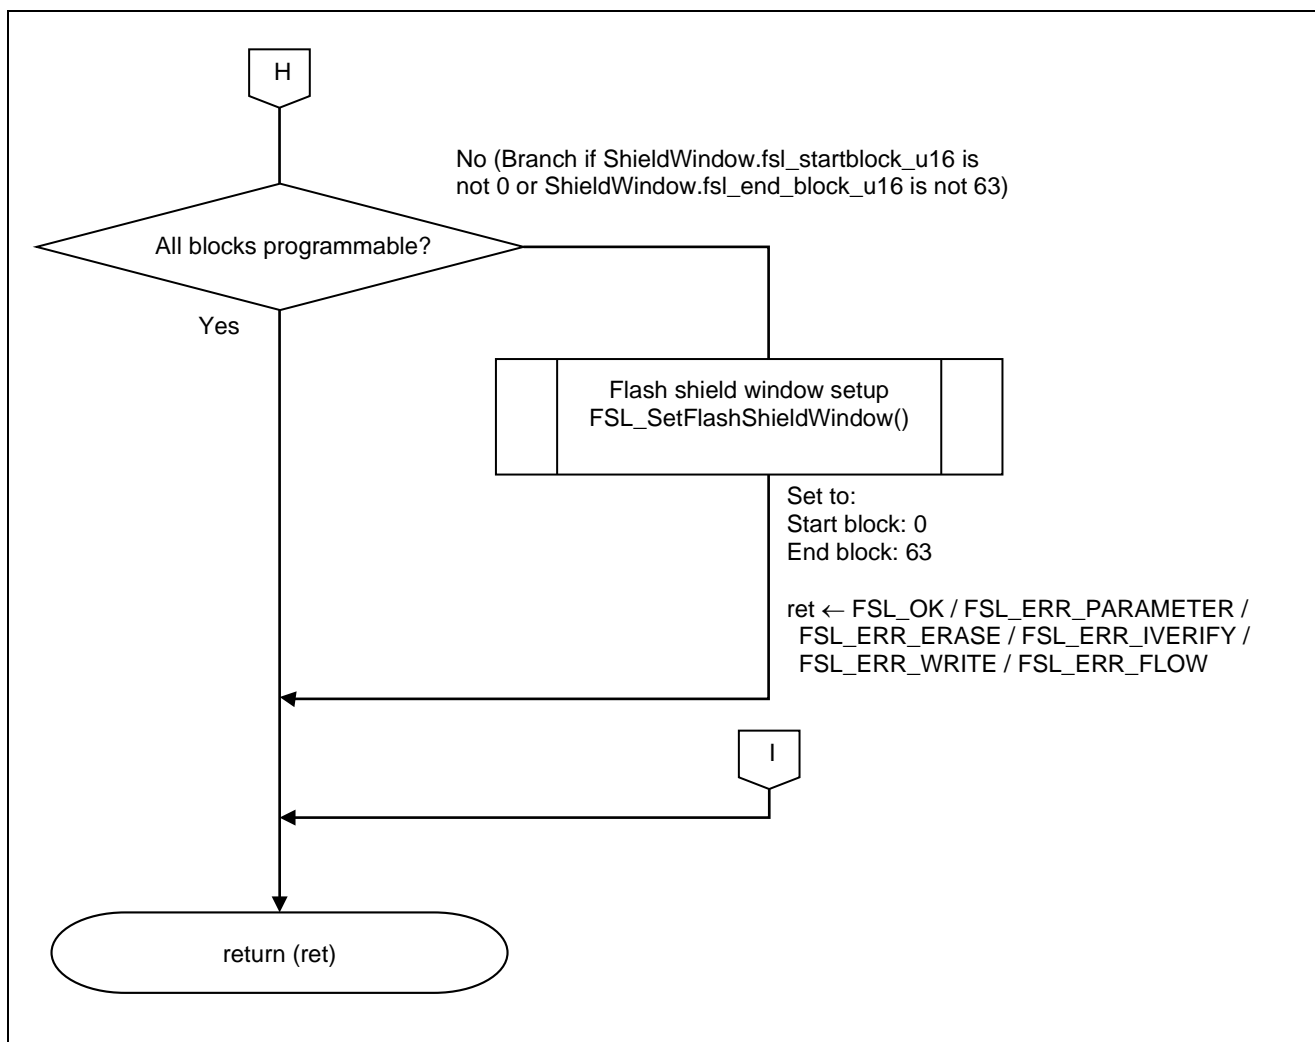 H
No (Branch if ShieldWindow.fsl_startblock_u16 is
not 0 or ShieldWindow.fsl_end_block_u16 is not 63)
All blocks programmable?
Yes
Flash shield window setup
FSL_SetFlashShieldWindow()
Set to:
Start block: 0
End block: 63
ret ← FSL_OK / FSL_ERR_PARAMETER /
FSL_ERR_ERASE / FSL_ERR_IVERIFY /
FSL_ERR_WRITE / FSL_ERR_FLOW
I
return (ret)